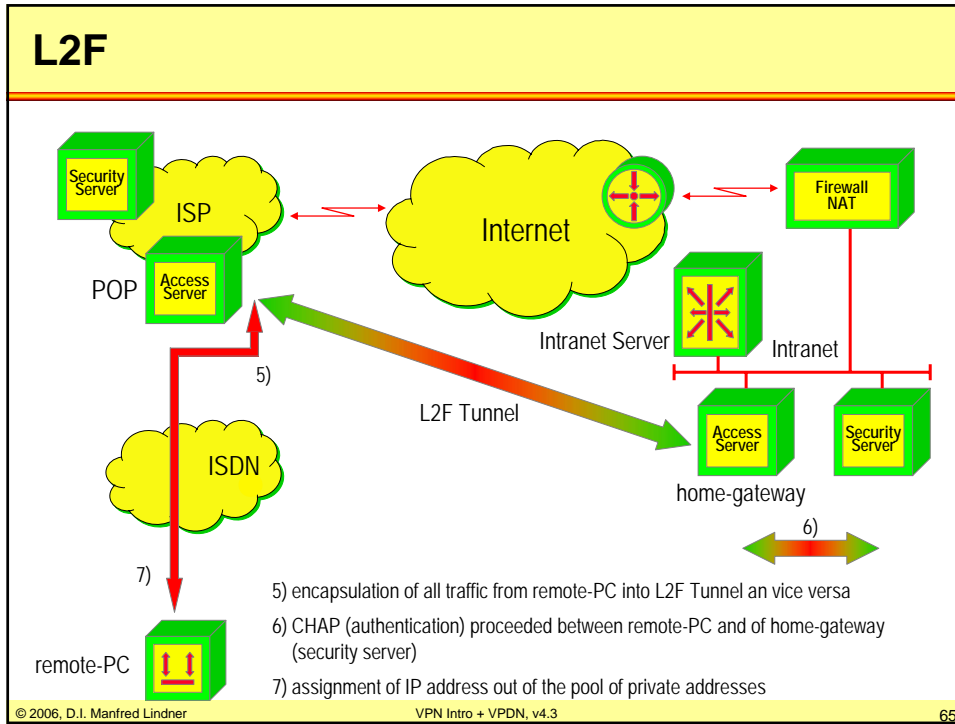 L2F
Security
Server
ISP
POP
Access
Server
Internet
Firewall
NAT
Intranet Server
Intranet
5)
L2F Tunnel
Access
Server
Security
Server
home-gateway
ISDN
6)
7)
remote-PC
5) encapsulation of all traffic from remote-PC into L2F Tunnel an vice versa
6) CHAP (authentication) proceeded between remote-PC and of home-gateway
(security server)
7) assignment of IP address out of the pool of private addresses
© 2006, D.I. Manfred Lindner
VPN Intro + VPDN, v4.3
65